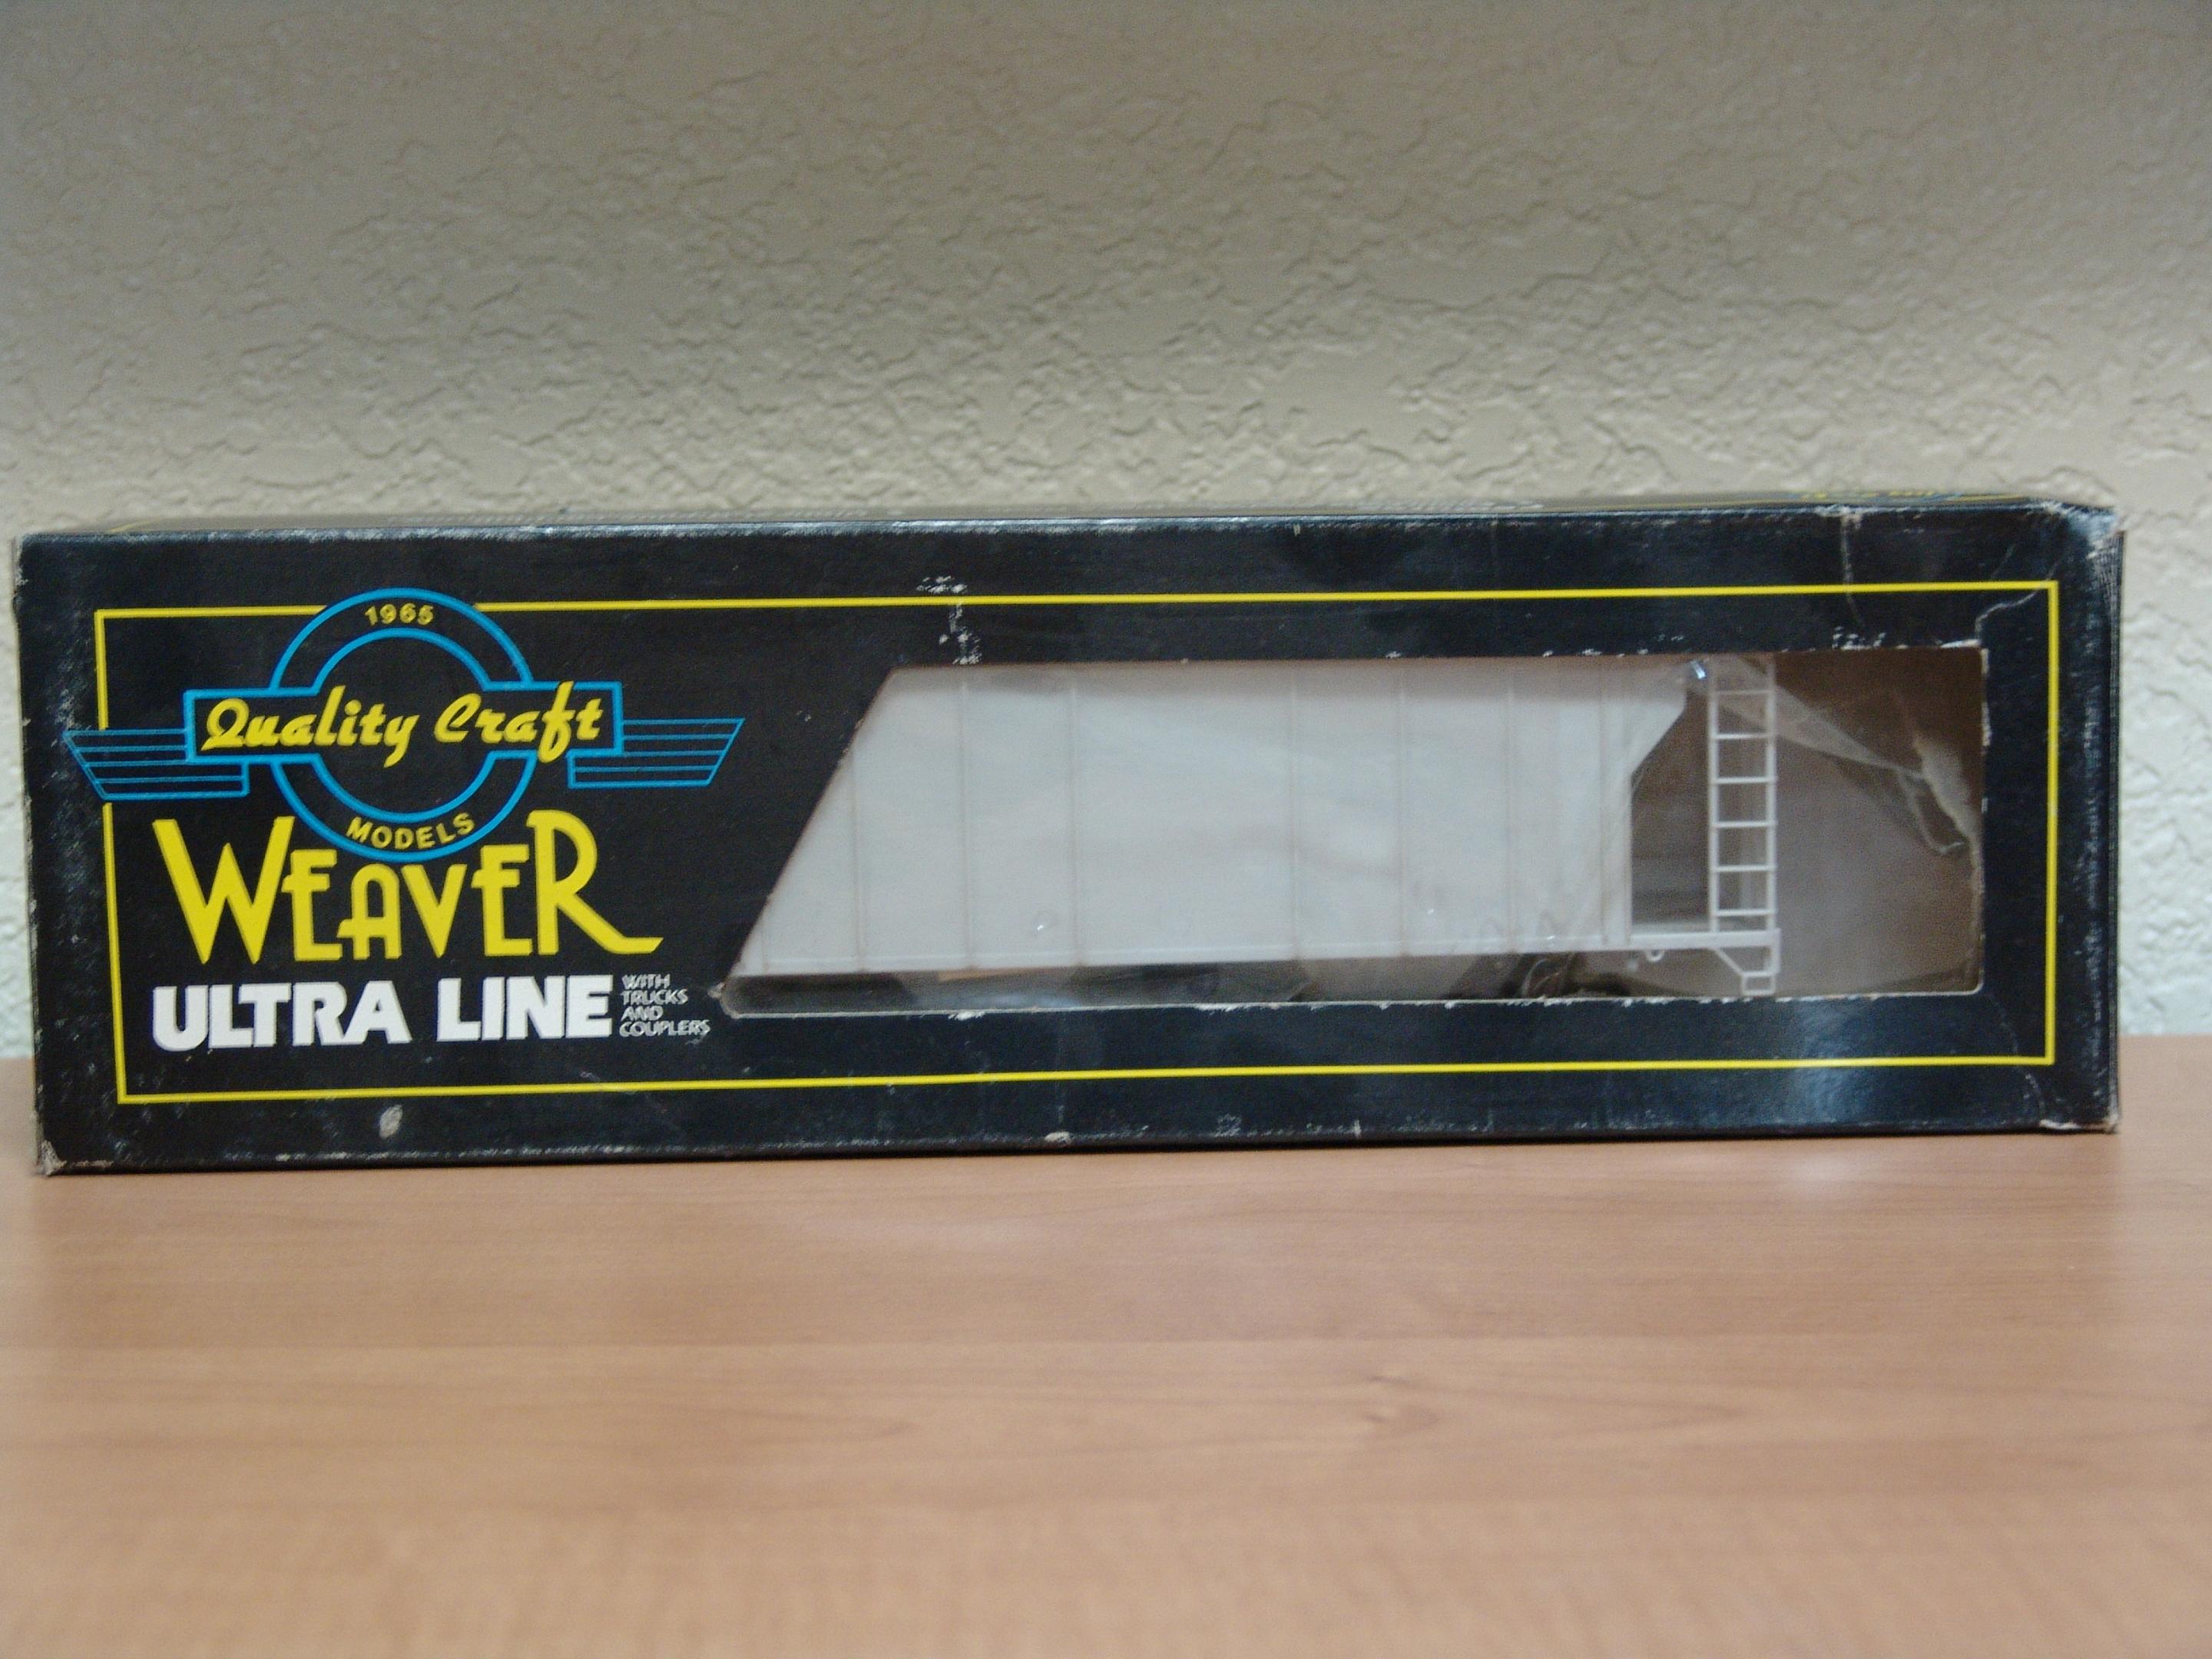 1965
Quality Craft
MODELS
WEAVER
ULTRA LINE
WITH
TRUCKS
AND
COUPLERS